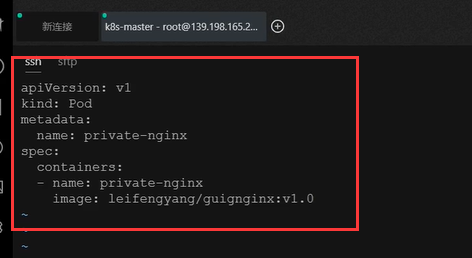 新连接
k8s-master - root@139.198.165.2...
ssh
sftp
apiVersion: v1
kind: Pod
metadata:
  name: private-nginx
spec:
  containers:
  - name: private-nginx
    image: leifengyang/guignginx:v1.0
~
~
~